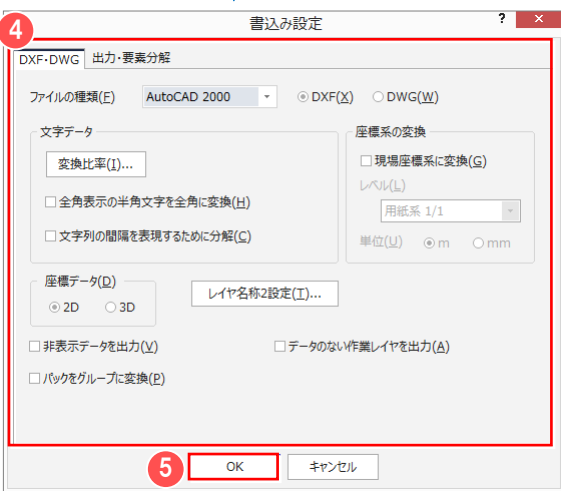 4
書込み設定
? ×
DXF・DWG 出力・要素分解
ファイルの種類(F) AutoCAD 2000 DXF(X) DWG(W)
文字データ
変換比率(I)...
全角表示の半角文字を全角に変換(H)
文字列の間隔を表現するために分解(C)
座標系の変換
現場座標系に変換(G)
レベル(L)
用紙系 1/1
単位(U) m mm
座標データ(D)
2D 3D
レイヤ名称2設定(T)...
非表示データを出力(V) データのない作業レイヤを出力(A)
パックをグループに変換(P)
5 OK キャンセル